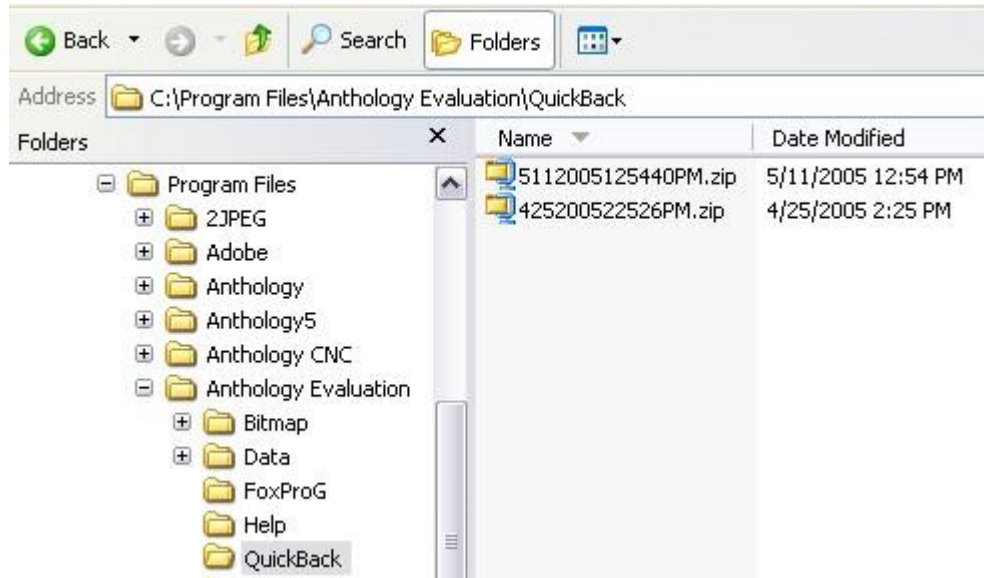 Back Search Folders
Address C:\Program Files\Anthology Evaluation\QuickBack
Folders
Program Files
2JPEG
Adobe
Anthology
Anthology5
Anthology CNC
Anthology Evaluation
Bitmap
Data
FoxProG
Help
QuickBack
Name Date Modified
5112005125440PM.zip 5/11/2005 12:54 PM
425200522526PM.zip 4/25/2005 2:25 PM